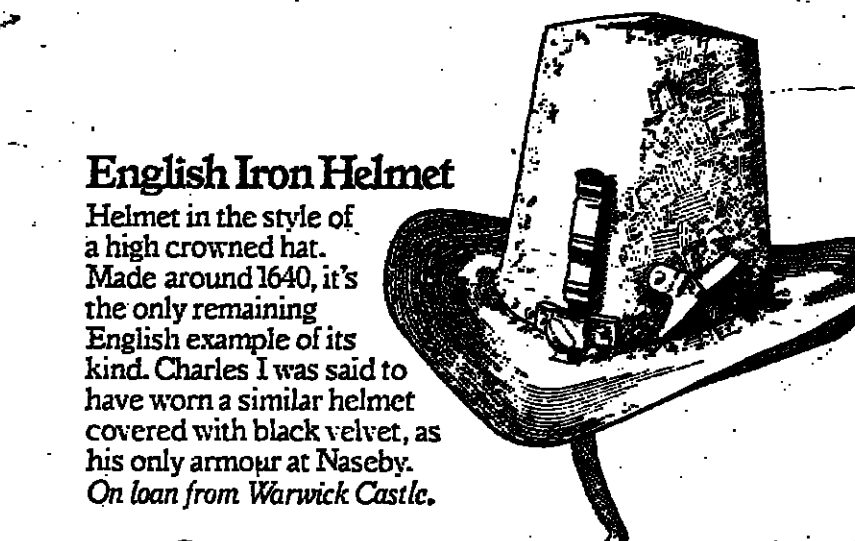 English Iron Helmet
Helmet in the style of
a high crowned hat.
Made around 1640, it's
the only remaining
English example of its
kind. Charles I was said to
have worn a similar helmet
covered with black velvet, as
his only armour at Naseby.
On loan from Warwick Castle.